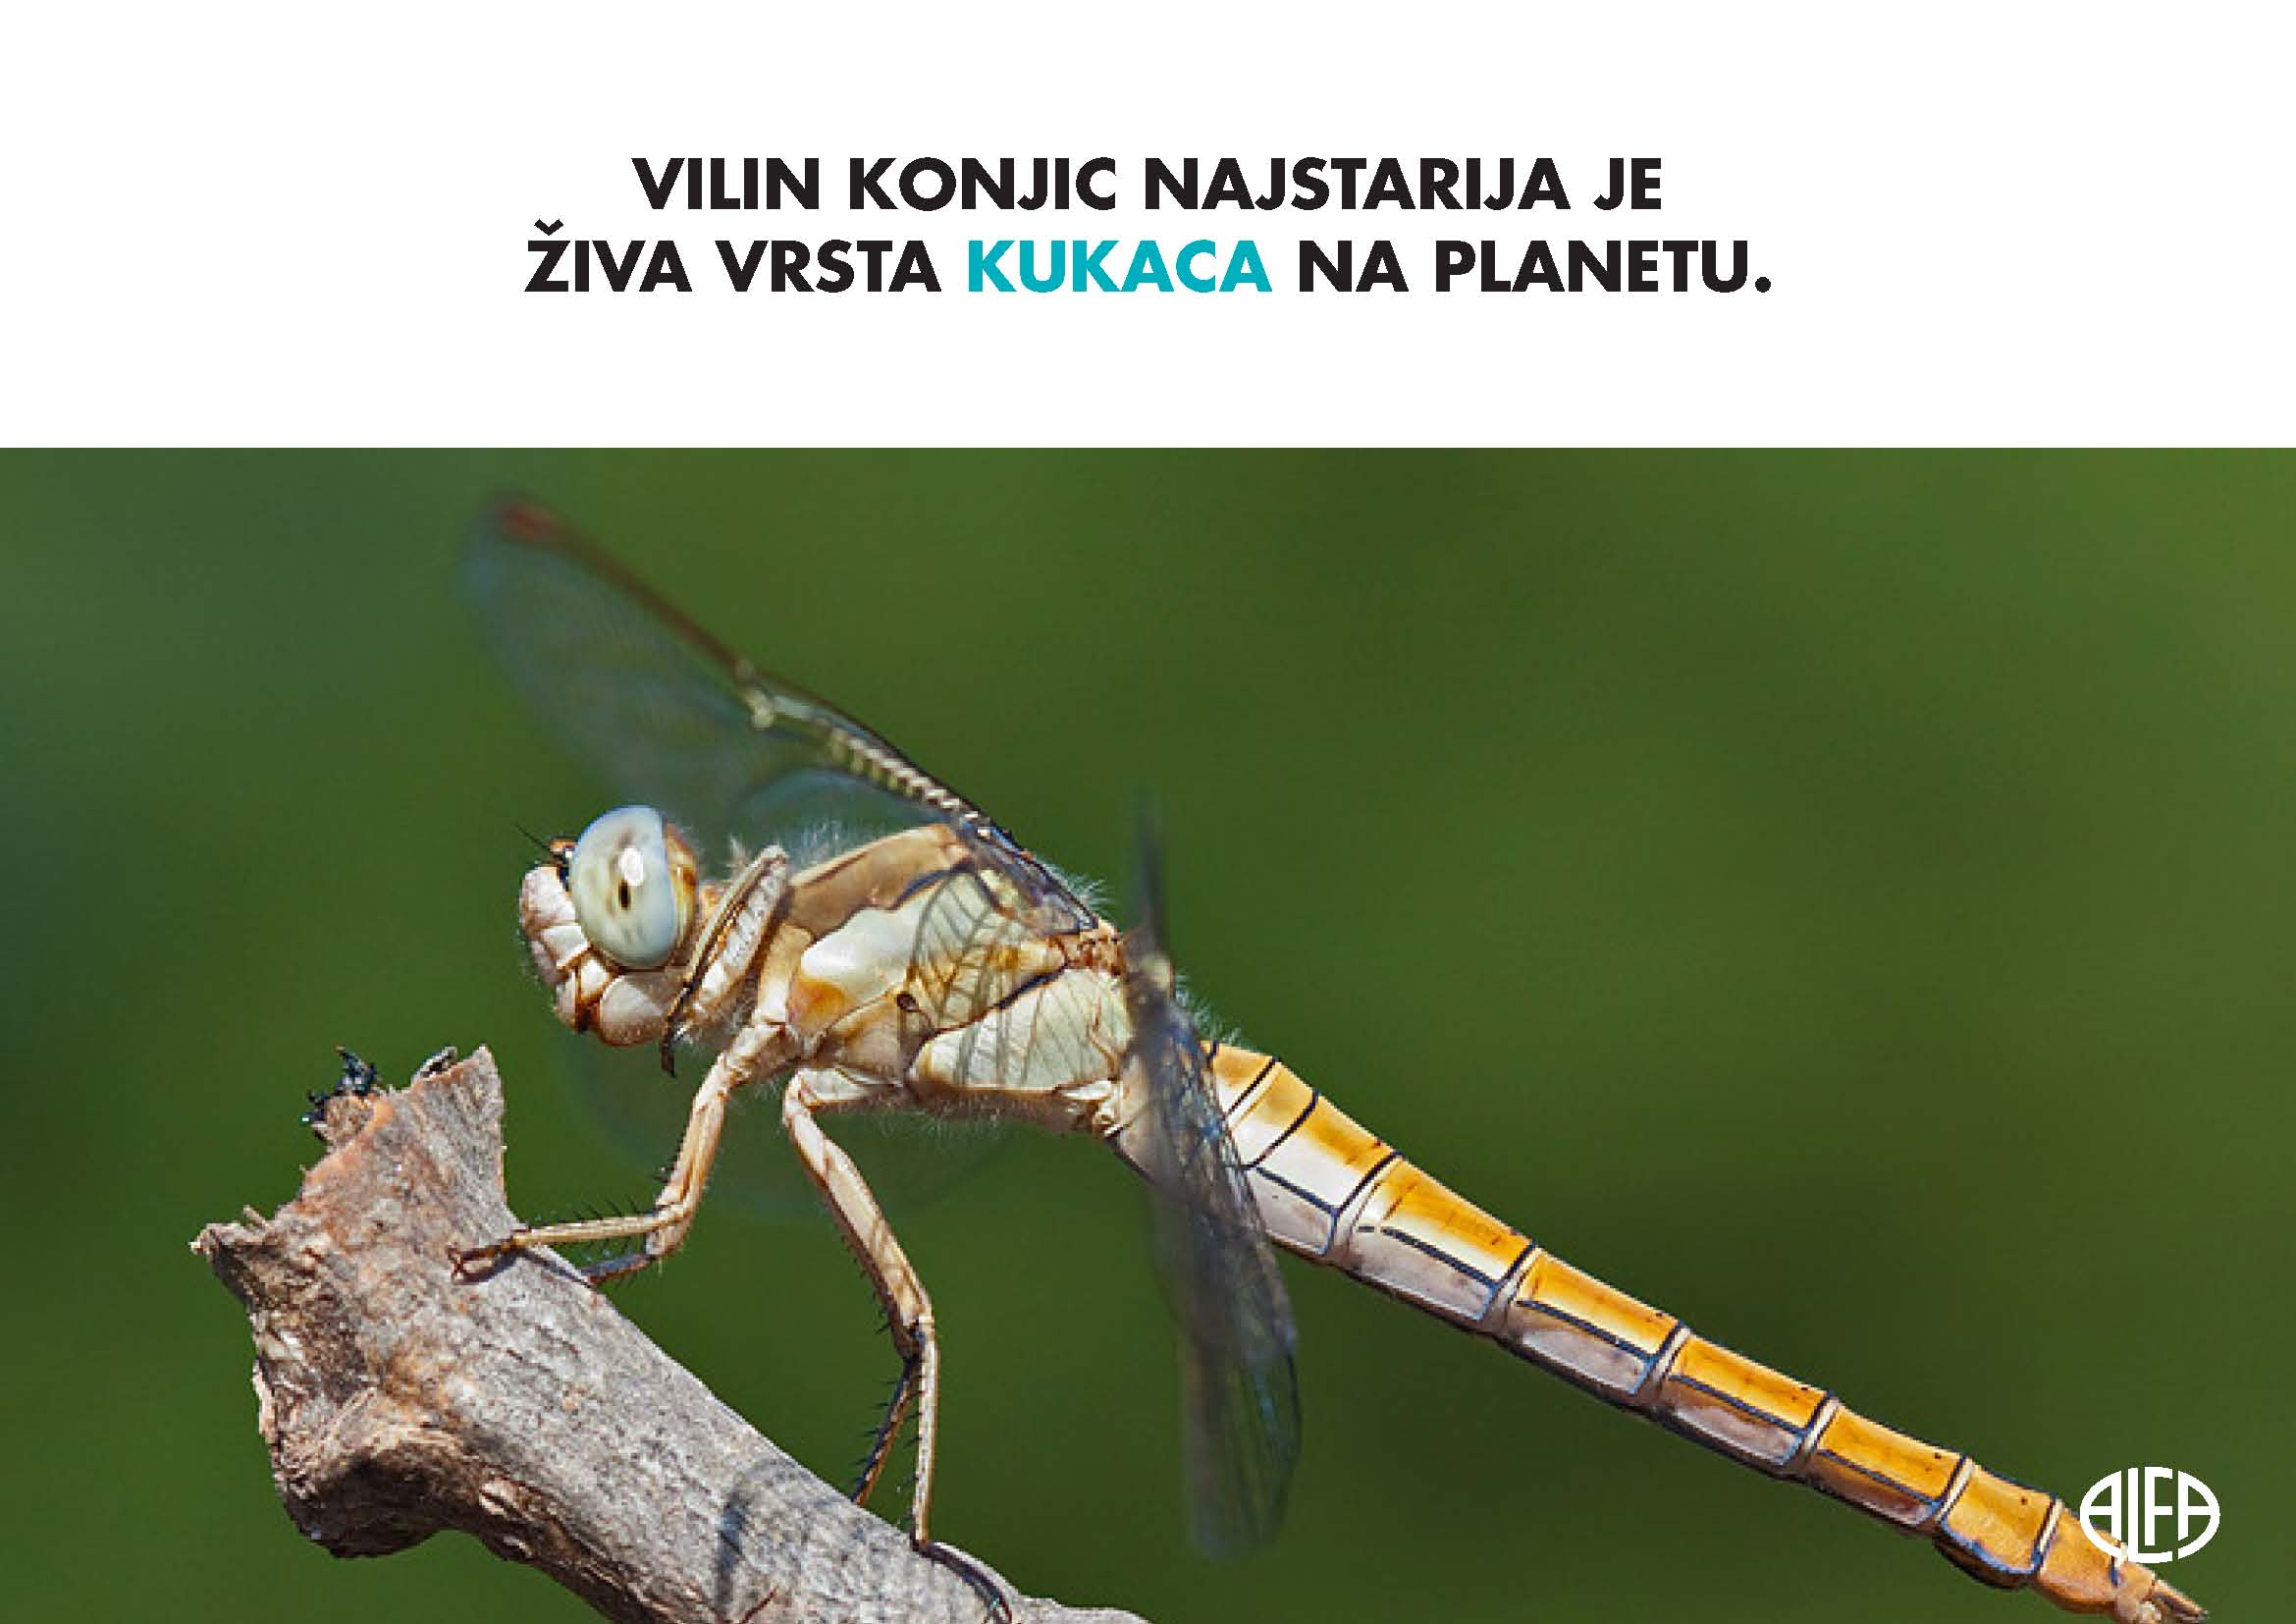 VILIN KONJIC NAJSTARIJA JE
ŽIVA VRSTA KUKACA NA PLANETU.
ALFA